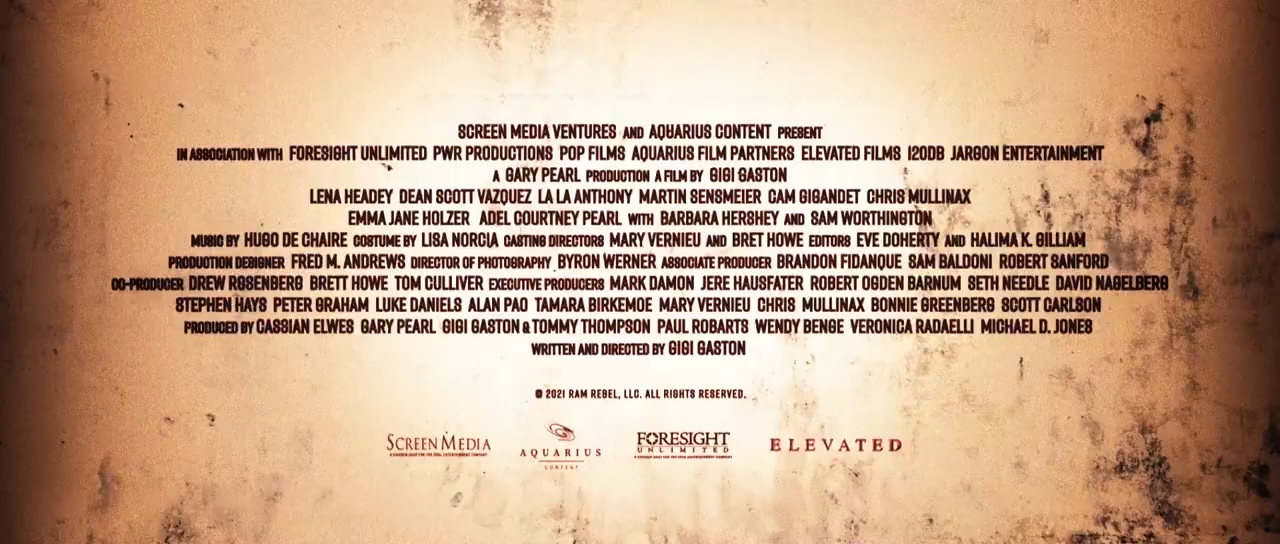 SCREEN MEDIA VENTURES AND AQUARIUS CONTENT PRESENT
IN ASSOCIATION WITH FORESIGHT UNLIMITED PWR PRODUCTIONS POP FILMS AQUARIUS FILM PARTNERS ELEVATED FILMS 120DB JARGON ENTERTAINMENT
A GARY PEARL PRODUCTION A FILM BY GIGI GASTON
LENA HEADEY DEAN SCOTT VAZQUEZ LA LA ANTHONY MARTIN SENSMEIER CAM GIGANDET CHRIS MULLINAX
EMMA JANE HOLZER ADEL COURTNEY PEARL WITH BARBARA HERSHEY AND SAM WORTHINGTON
MUSIC BY HUGO DE CHAIRE COSTUME BY LISA NORCIA CASTING DIRECTORS MARY VERNIEU AND BRET HOWE EDITORS EVE DOHERTY AND HALIMA K. GILLIAM
PRODUCTION DESIGNER FRED M. ANDREWS DIRECTOR OF PHOTOGRAPHY BYRON WERNER ASSOCIATE PRODUCER BRANDON FIDANQUE SAM BALDONI ROBERT SANFORD
CO-PRODUCER DREW ROSENBERG BRETT HOWE TOM CULLIVER EXECUTIVE PRODUCERS MARK DAMON JERE HAUSFATER ROBERT OGDEN BARNUM SETH NEEDLE DAVID NAGELBERG
STEPHEN HAYS PETER GRAHAM LUKE DANIELS ALAN PAO TAMARA BIRKEMOE MARY VERNIEU CHRIS MULLINAX BONNIE GREENBERG SCOTT CARLSON
PRODUCED BY CASSIAN ELWES GARY PEARL GIGI GASTON & TOMMY THOMPSON PAUL ROBARTS WENDY BENGE VERONICA RADAELLI MICHAEL D. JONES
WRITTEN AND DIRECTED BY GIGI GASTON
© 2021 RAM REBEL, LLC. ALL RIGHTS RESERVED.
SCREEN MEDIA
AQUARIUS
CONTENT
FORESIGHT
UNLIMITED
ELEVATED